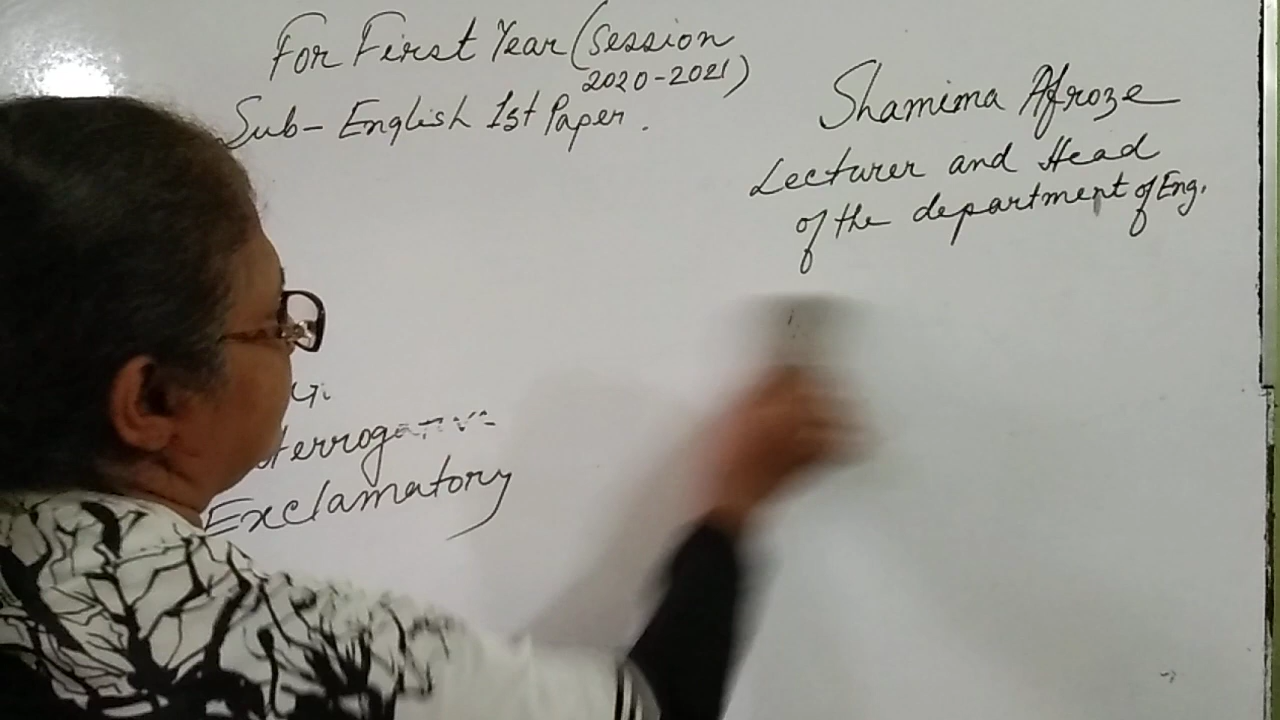 For First Year (Session
2020-2021)
Sub- English 1st Paper.
Shamima Afroze
Lecturer and Head
of the department of Eng.
Exclamatory